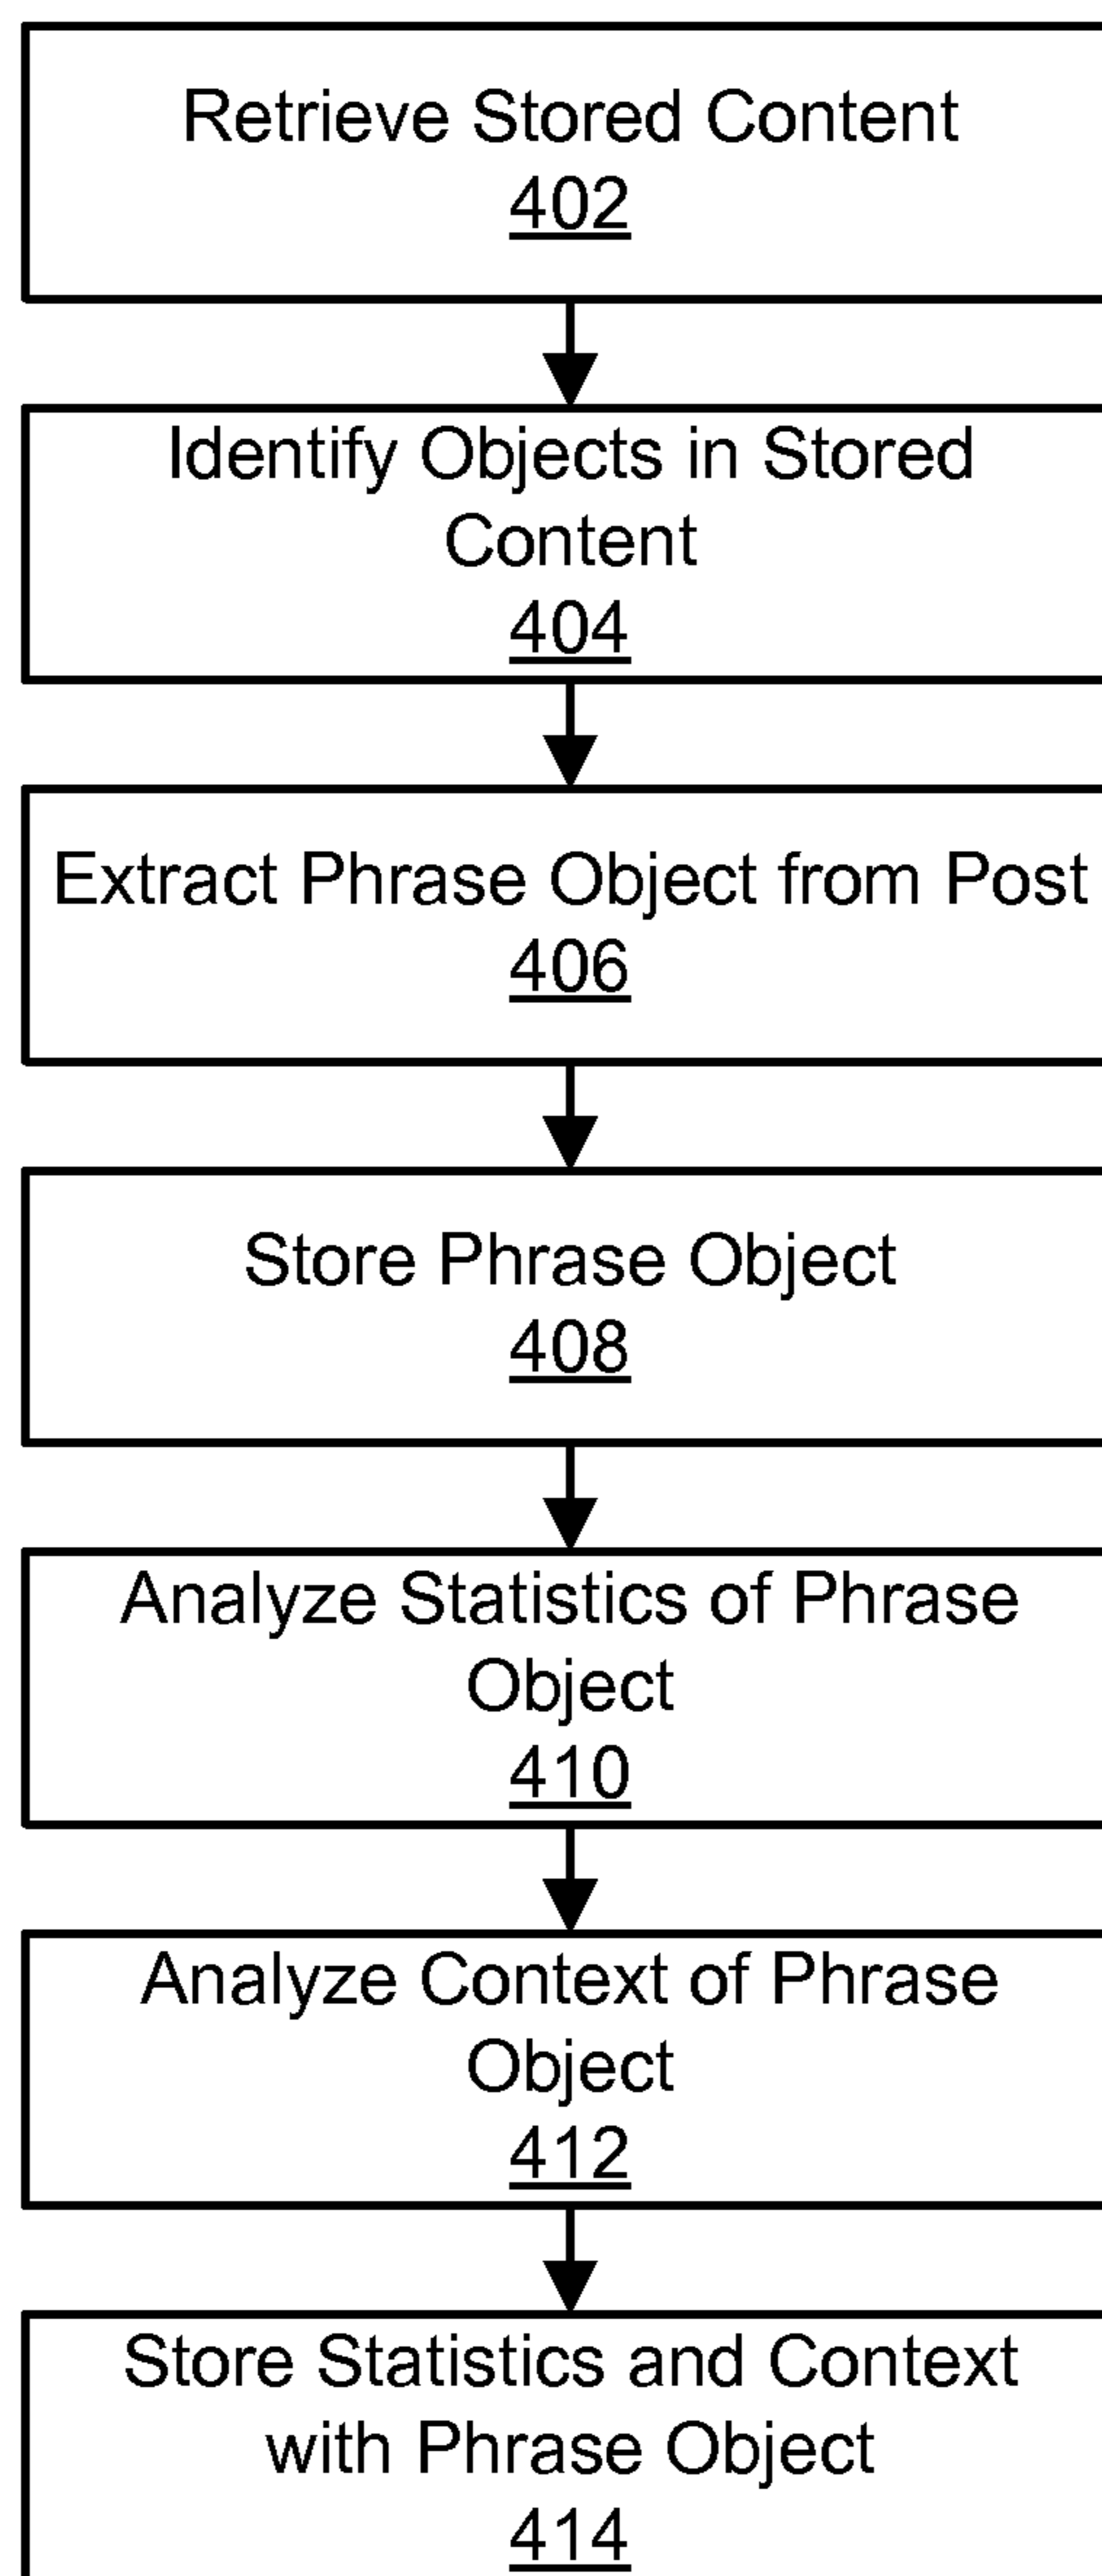 Retrieve Stored Content
402
Identify Objects in Stored
Content
404
Extract Phrase Object from Post
406
Store Phrase Object
408
Analyze Statistics of Phrase
Object
410
Analyze Context of Phrase
Object
412
Store Statistics and Context
with Phrase Object
414